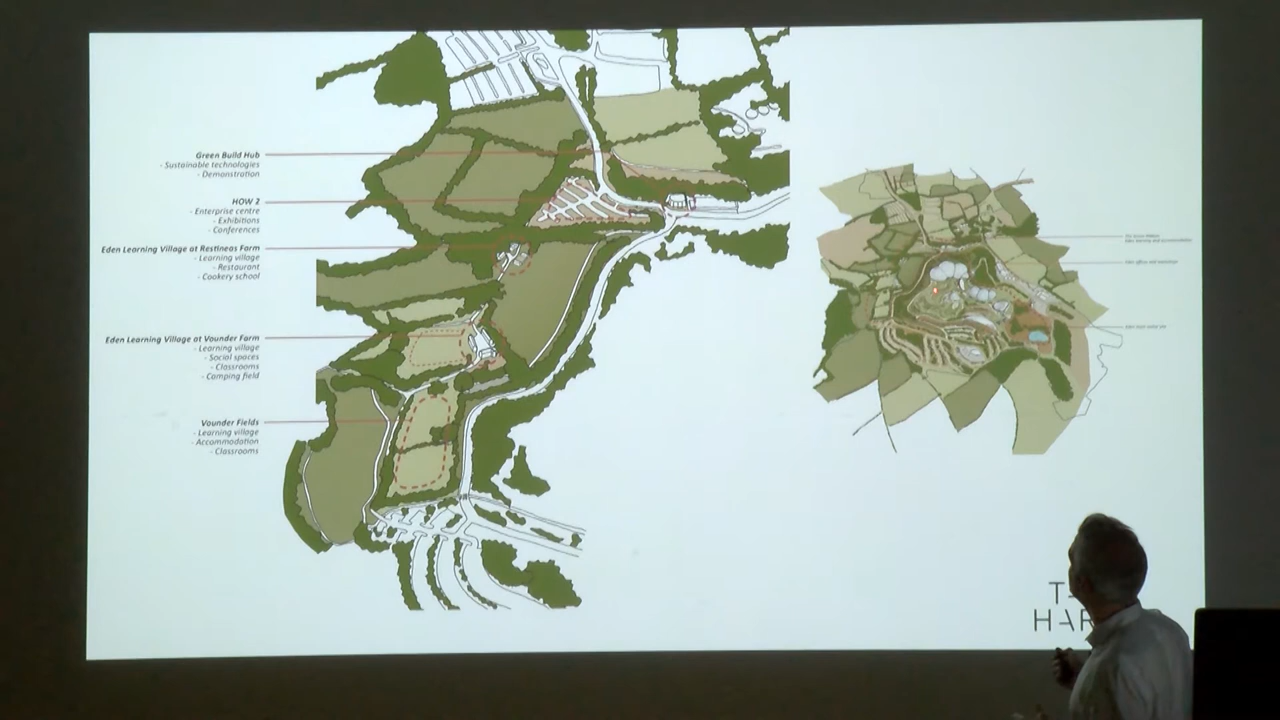 Green Build Hub
- Sustainable technologies
- Demonstration
HOW 2
- Enterprise centre
- Exhibitions
- Conferences
Eden Learning Village at Restineas Farm
- Learning village
- Restaurant
- Cookery school
Eden Learning Village at Vounder Farm
- Learning village
- Social spaces
- Classrooms
- Camping field
Vounder Fields
- Learning village
- Accommodation
- Classrooms
HAR